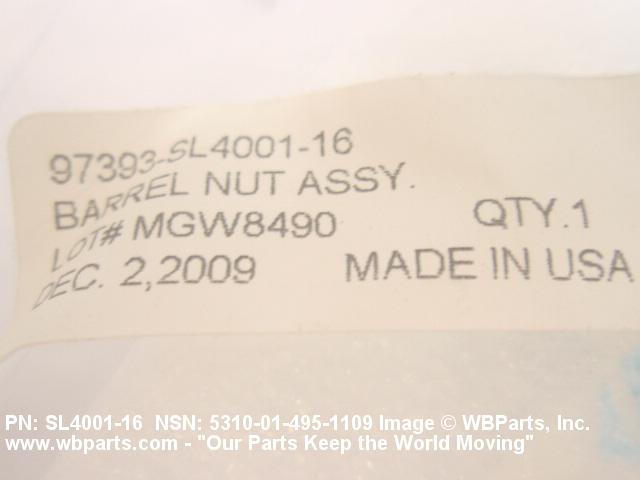 97393-SL4001-16
BARREL NUT ASSY.
LOT# MGW8490 QTY.1
DEC. 2,2009 MADE IN USA
PN: SL4001-16 NSN: 5310-01-495-1109 Image © WBParts, Inc.
www.wbparts.com - "Our Parts Keep the World Moving"